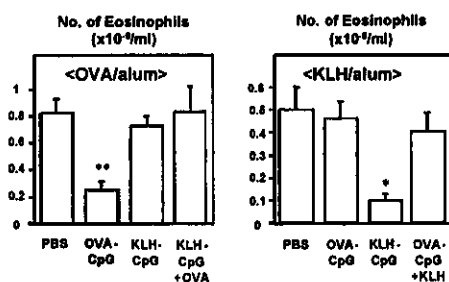 No. of Eosinophils
(x10⁻⁶/ml)
<OVA/alum>
1
0.8
0.6
0.4
0.2
0
**
PBS
OVA-
CpG
KLH-
CpG
KLH-
CpG
+OVA
No. of Eosinophils
(x10⁻⁶/ml)
<KLH/alum>
0.6
0.5
0.4
0.3
0.2
0.1
*
PBS
OVA-
CpG
KLH-
CpG
OVA-
CpG
+KLH